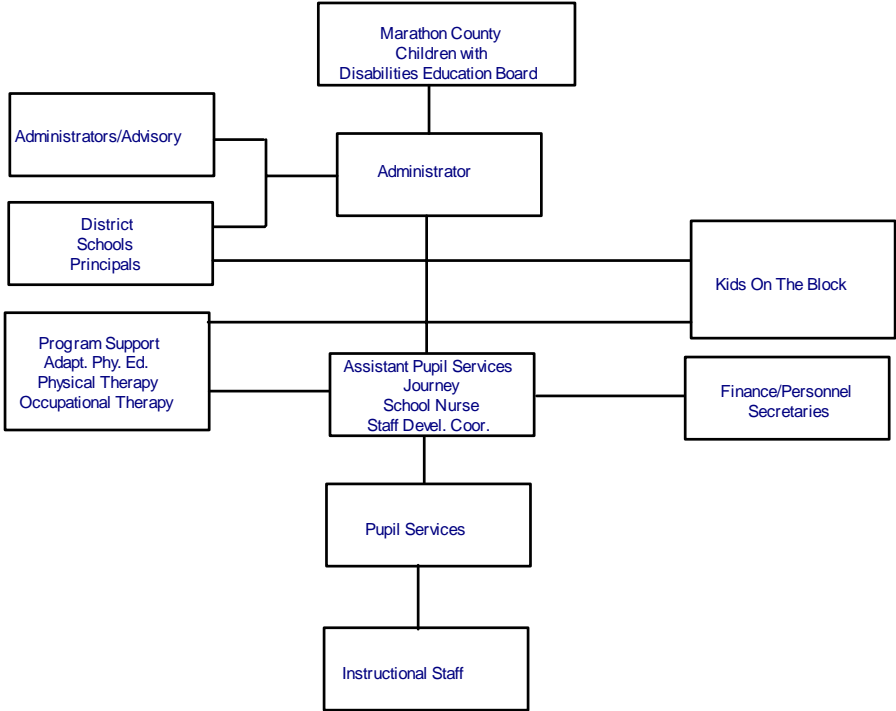 Marathon County
Children with
Disabilities Education Board
Administrators/Advisory
Administrator
District
Schools
Principals
Kids On The Block
Program Support
Adapt. Phy. Ed.
Physical Therapy
Occupational Therapy
Assistant Pupil Services
Journey
School Nurse
Staff Devel. Coor.
Finance/Personnel
Secretaries
Pupil Services
Instructional Staff